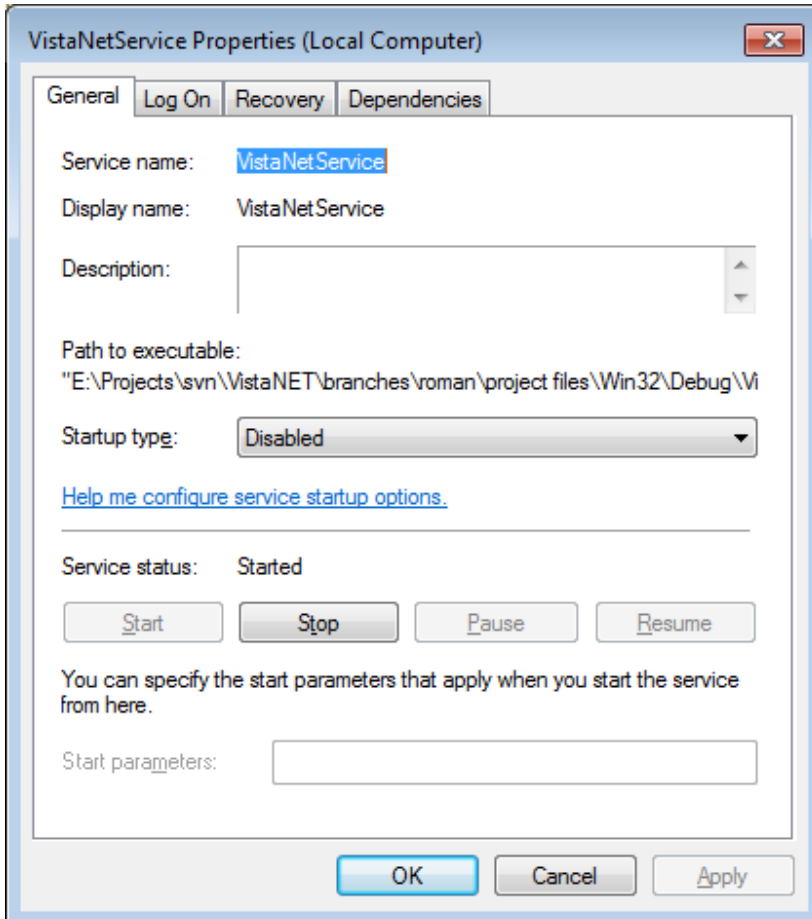 VistaNetService Properties (Local Computer)
General Log On Recovery Dependencies
Service name: VistaNetService
Display name: VistaNetService
Description:
Path to executable:
"E:\Projects\svn\VistaNET\branches\roman\project files\Win32\Debug\Vi
Startup type: Disabled
Help me configure service startup options.
Service status: Started
Start Stop Pause Resume
You can specify the start parameters that apply when you start the service
from here.
Start parameters:
OK Cancel Apply